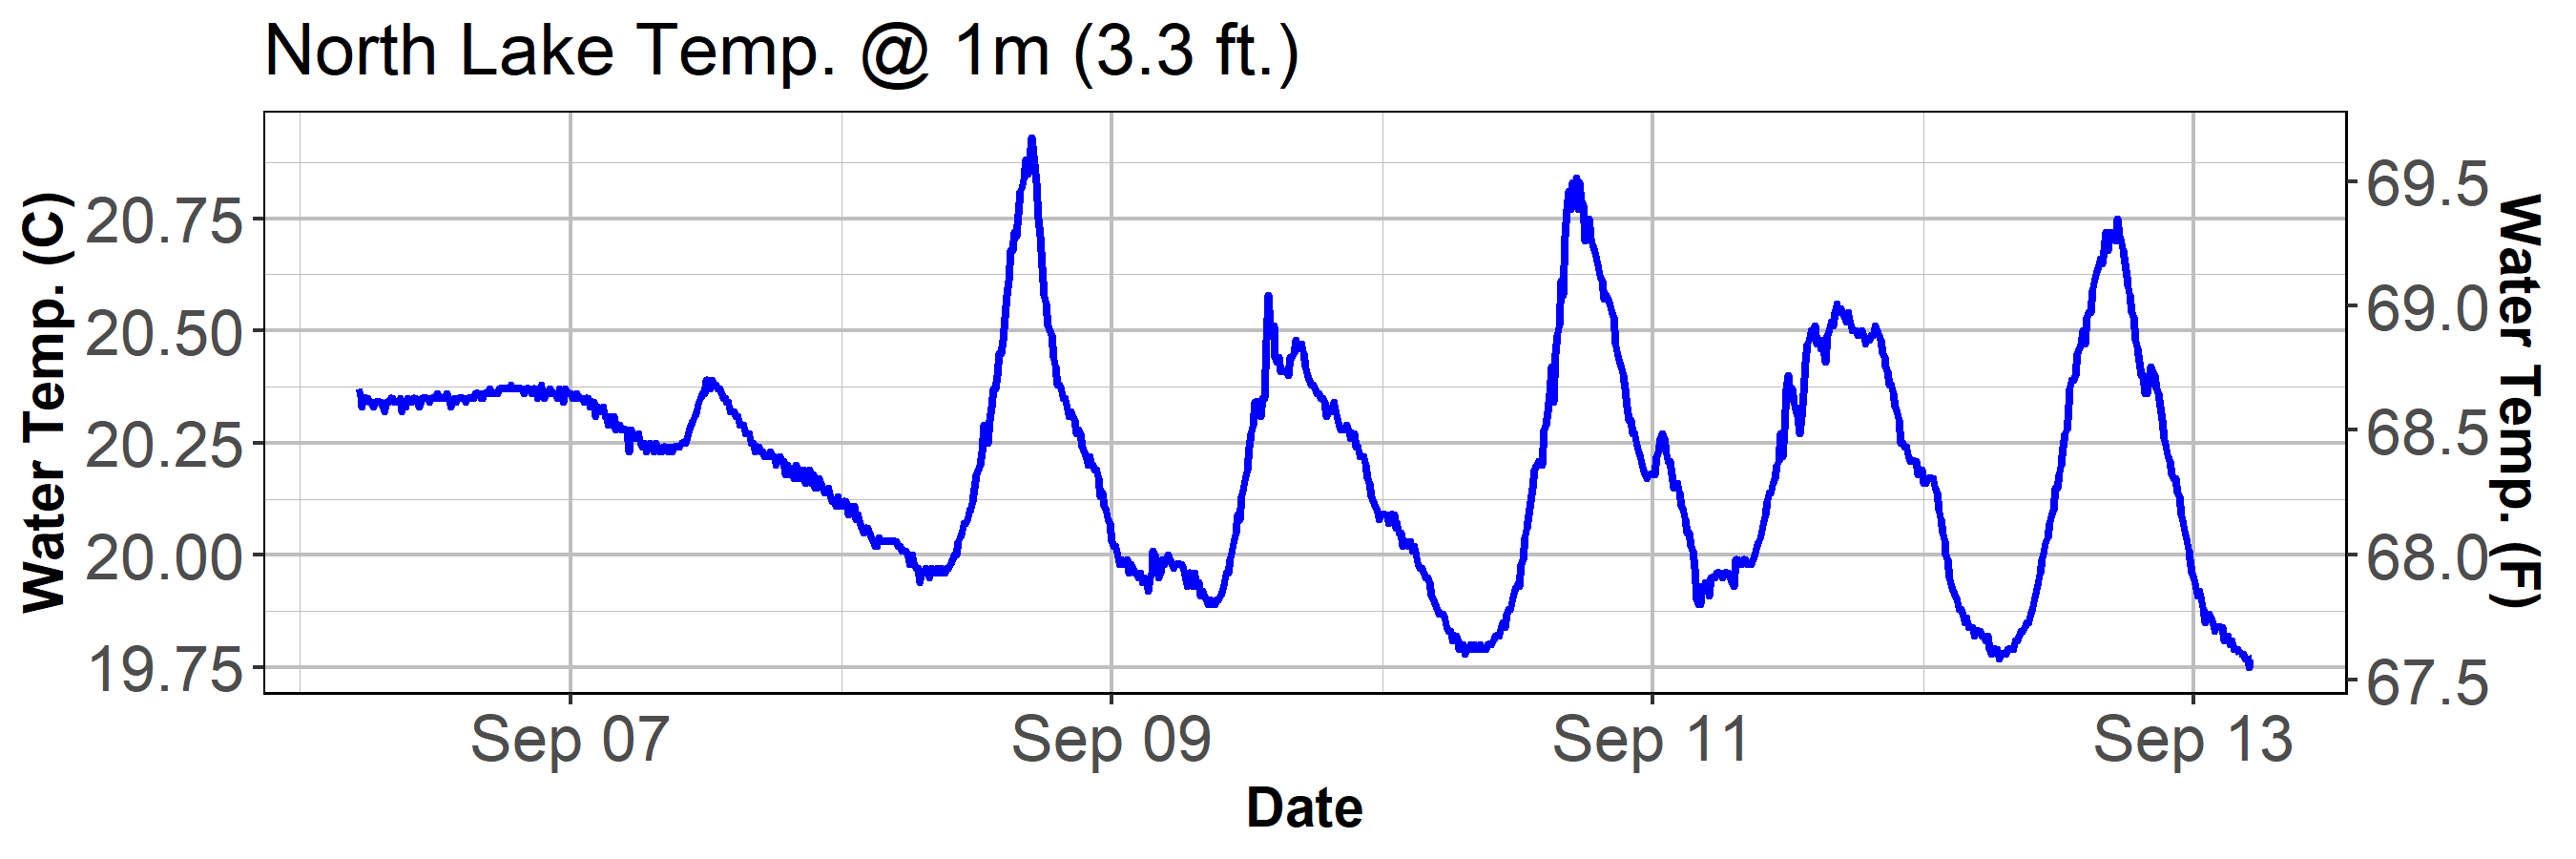 North Lake Temp. @ 1m (3.3 ft.)
Water Temp. (C)
20.75
20.50
20.25
20.00
19.75
69.5
69.0
68.5
68.0
67.5
Water Temp. (F)
Sep 07
Sep 09
Sep 11
Sep 13
Date